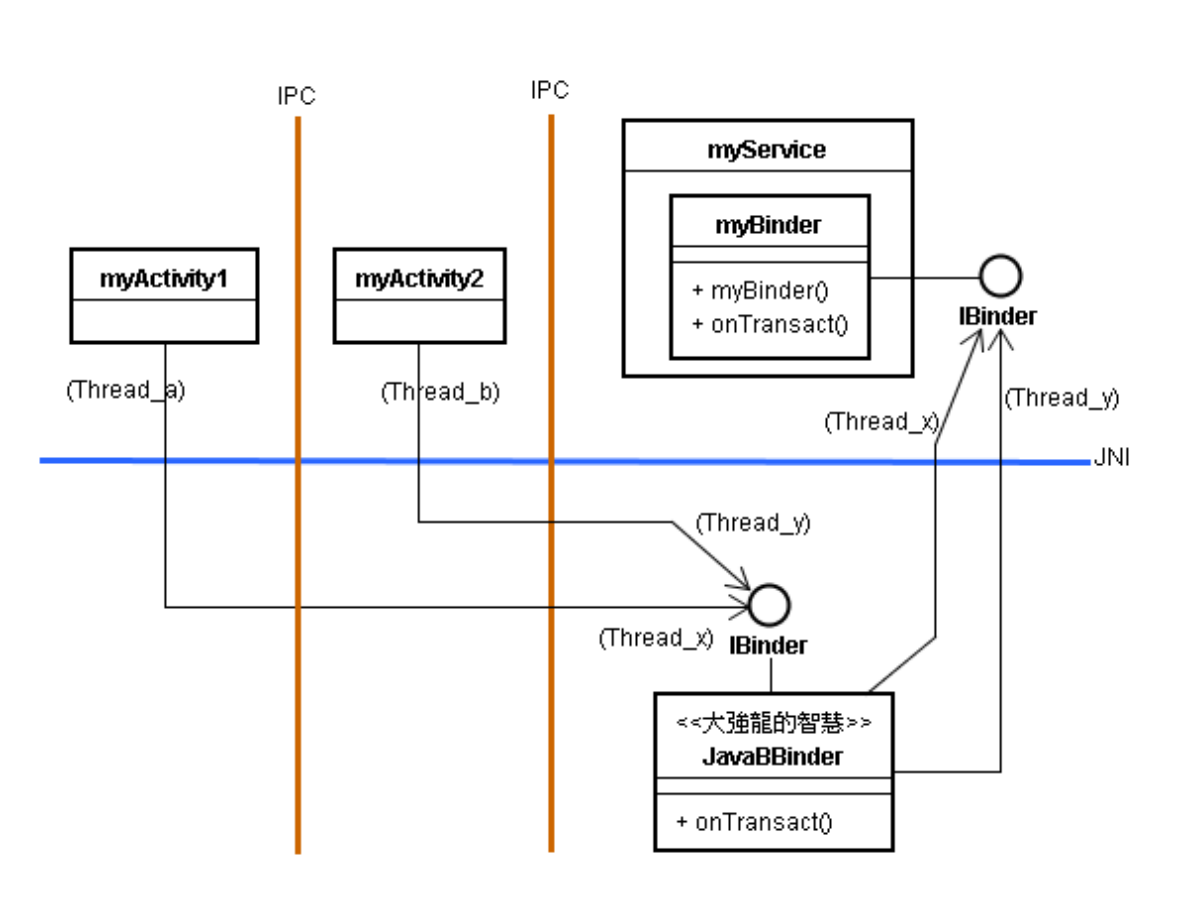 IPC
IPC
myService
myBinder
+ myBinder()
+ onTransact()
myActivity1
myActivity2
IBinder
(Thread_a)
(Thread_b)
(Thread_x)
(Thread_y)
JNI
(Thread_y)
(Thread_x)
IBinder
<<大強龍的智慧>>
JavaBBinder
+ onTransact()